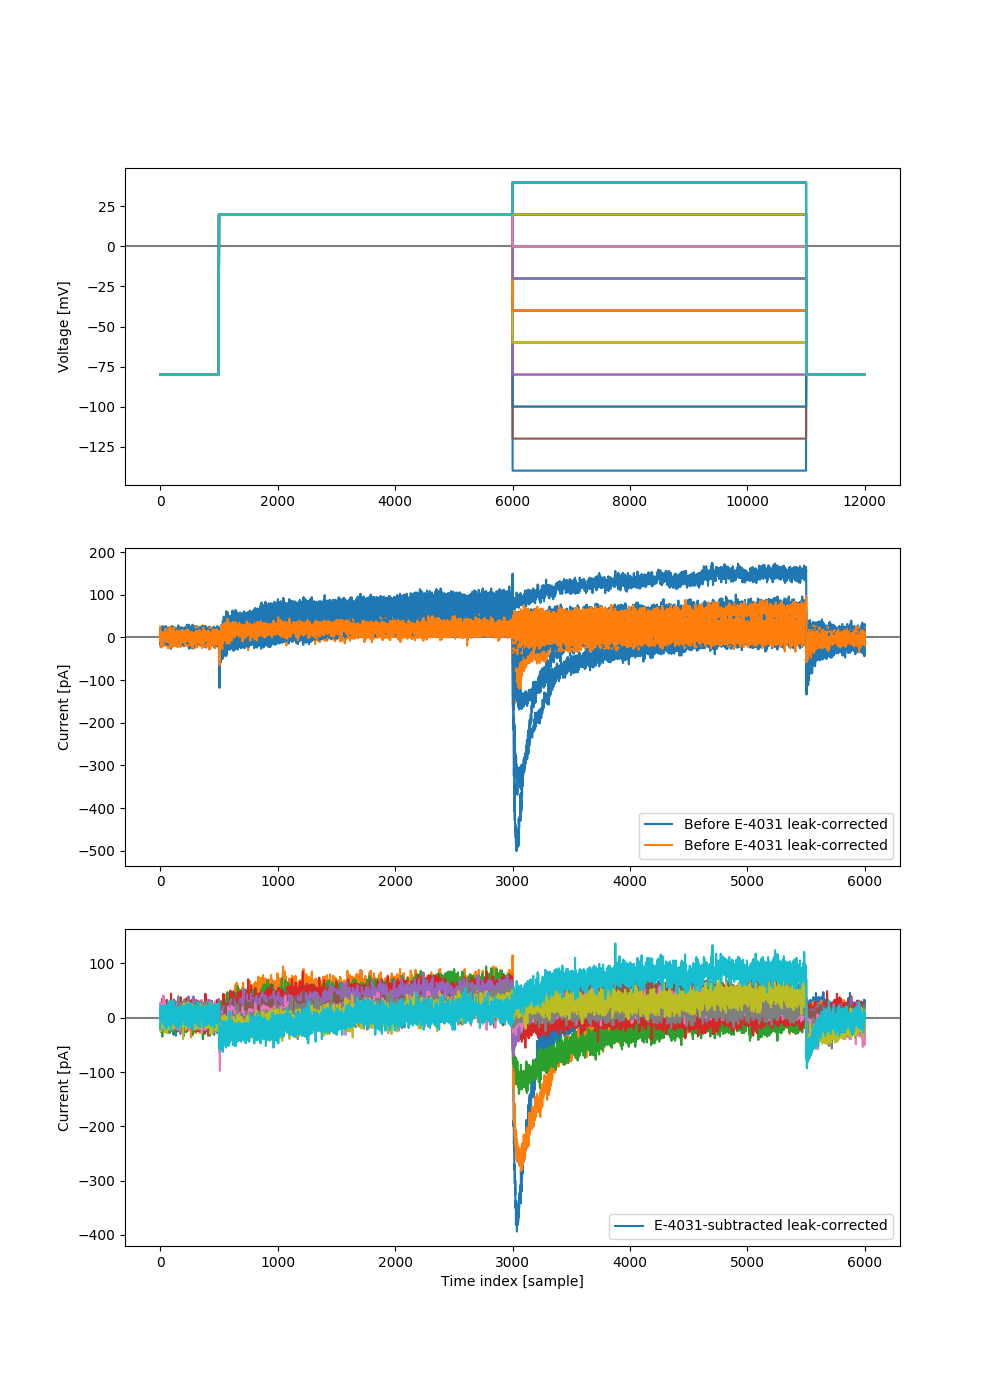 25
0
−25
−50
−75
−100
−125
Voltage [mV]
0 2000 4000 6000 8000 10000 12000
200
100
0
−100
−200
−300
−400
−500
Current [pA]
Before E-4031 leak-corrected
Before E-4031 leak-corrected
0 1000 2000 3000 4000 5000 6000
100
0
−100
−200
−300
−400
Current [pA]
E-4031-subtracted leak-corrected
0 1000 2000 3000 4000 5000 6000
Time index [sample]